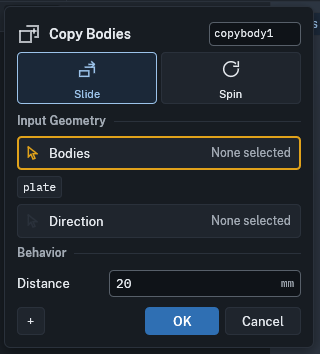 Copy Bodies copybody1
Slide Spin
Input Geometry
Bodies None selected
plate
Direction None selected
Behavior
Distance 20 mm
+ OK Cancel